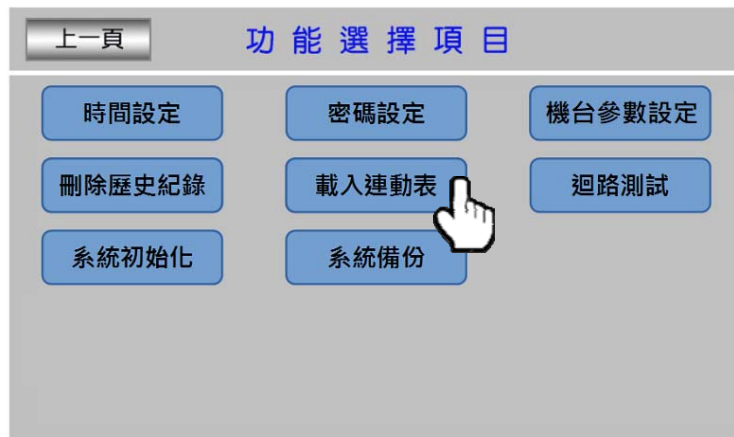 上一頁
功能選擇項目
時間設定 密碼設定 機台參數設定
刪除歷史紀錄 載入連動表 迴路測試
系統初始化 系統備份